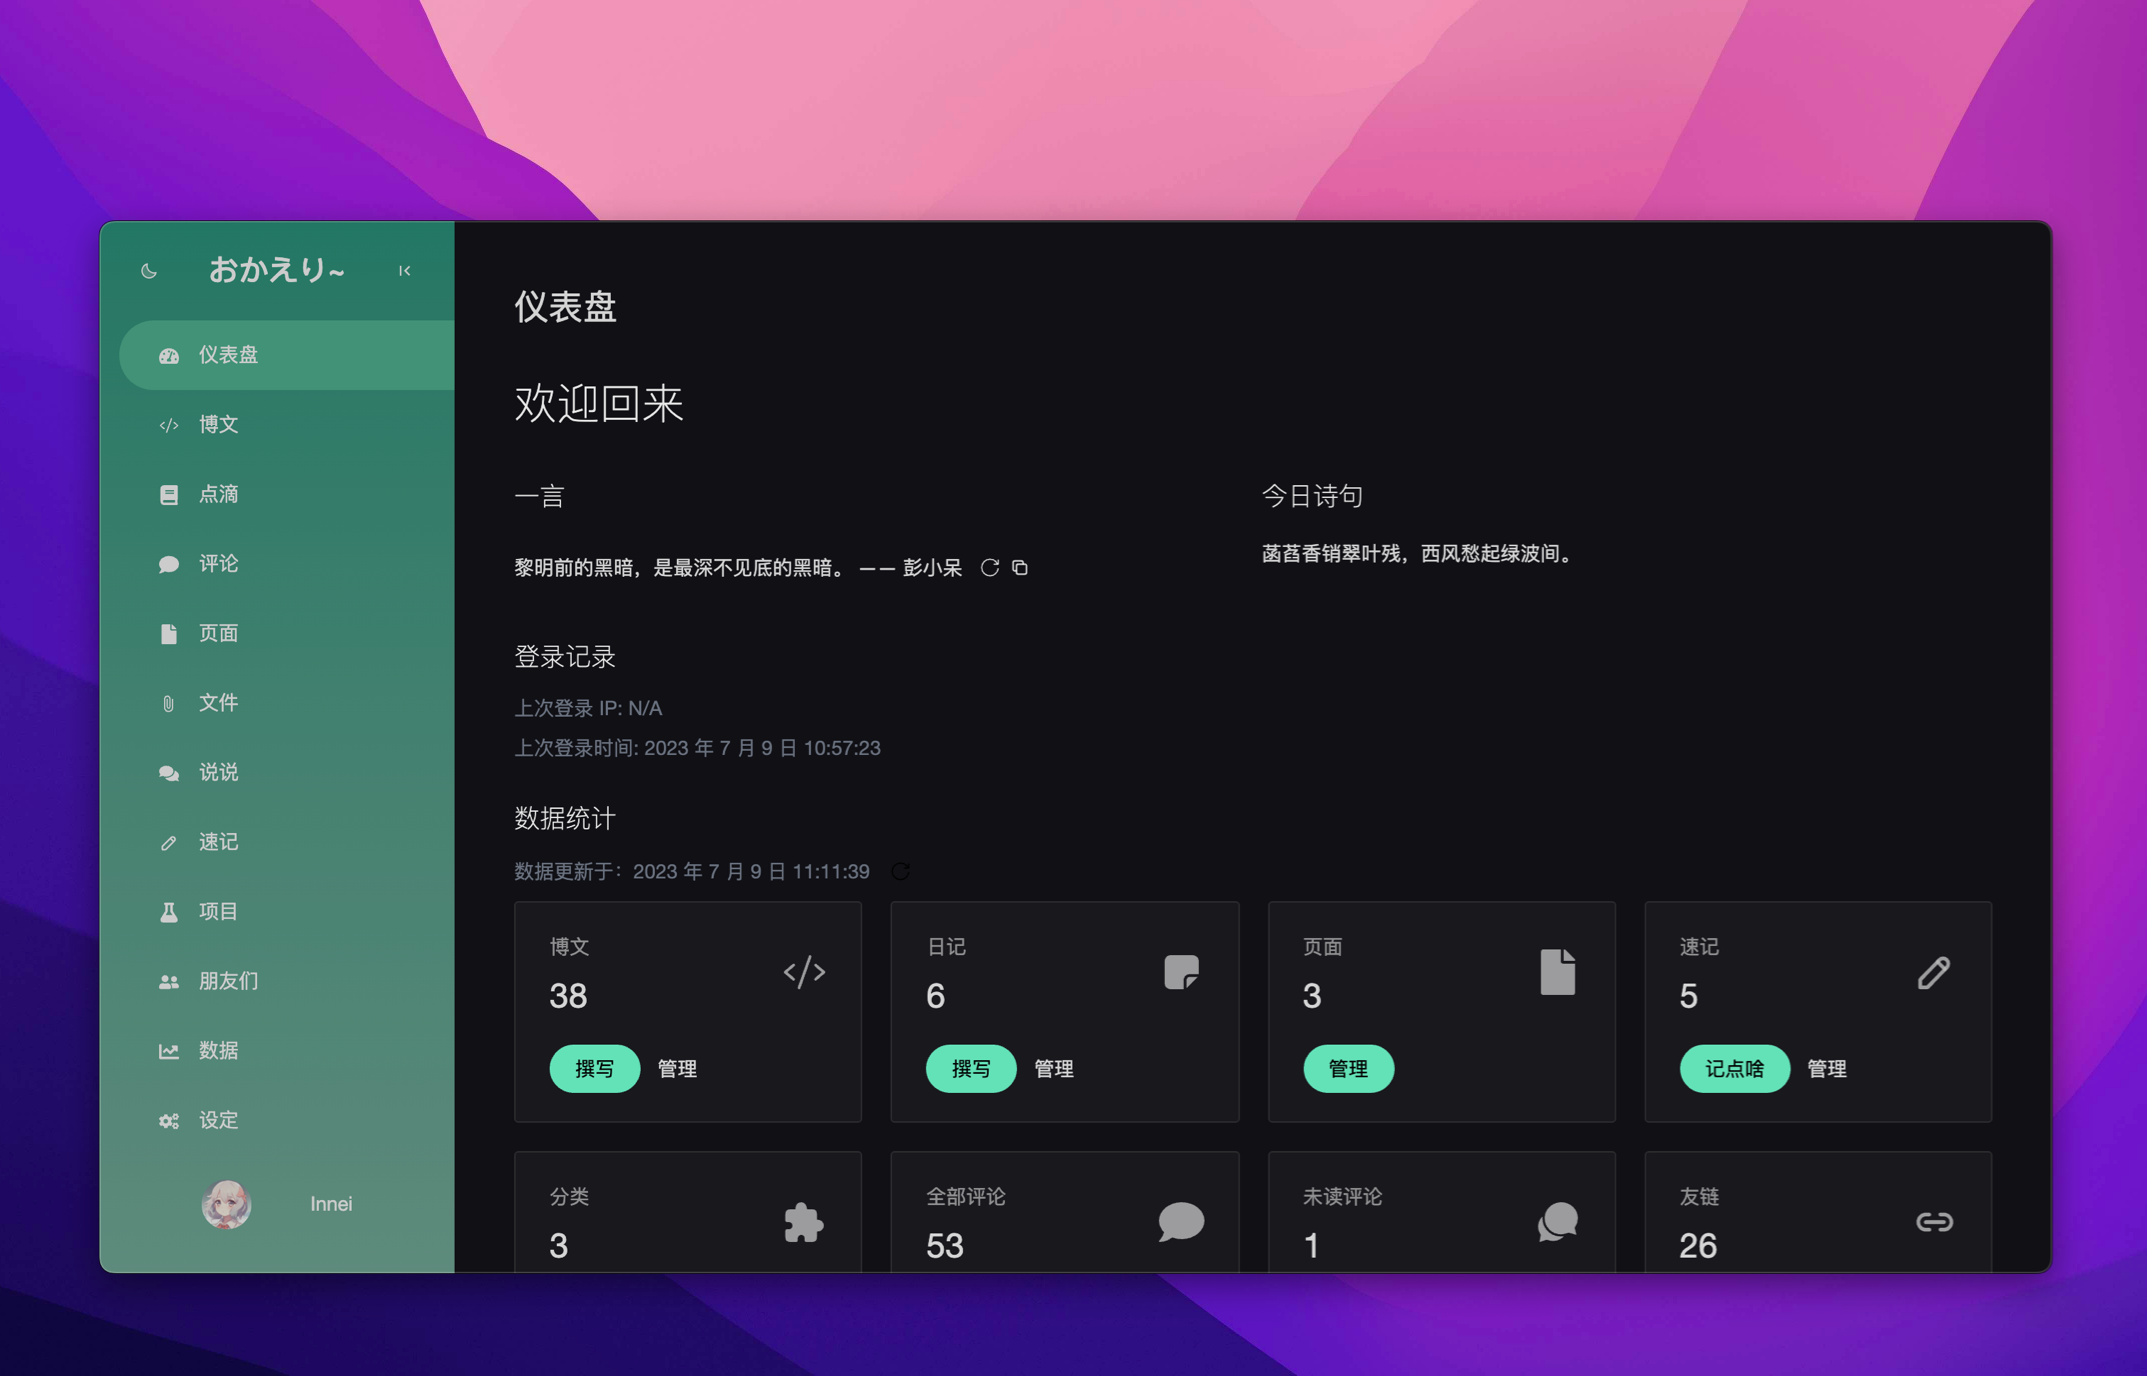 おかえり~
仪表盘
博文
点滴
评论
页面
文件
说说
速记
项目
朋友们
数据
设定
Innei
仪表盘
欢迎回来
一言
黎明前的黑暗，是最深不见底的黑暗。 —— 彭小呆
今日诗句
菡萏香销翠叶残，西风愁起绿波间。
登录记录
上次登录 IP: N/A
上次登录时间: 2023 年 7 月 9 日 10:57:23
数据统计
数据更新于：2023 年 7 月 9 日 11:11:39
博文
38
撰写 管理
日记
6
撰写 管理
页面
3
管理
速记
5
记点啥 管理
分类
3
全部评论
53
未读评论
1
友链
26